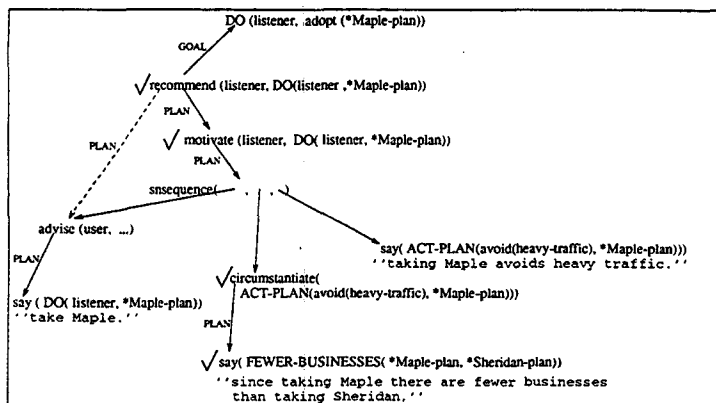 DO (listener, adopt (*Maple-plan))
GOAL
recommend (listener, DO(listener ,*Maple-plan))
PLAN
motivate (listener, DO( listener, *Maple-plan))
PLAN
PLAN
snsequence( , , )
advise (user, ...)
say( ACT-PLAN(avoid(heavy-traffic), *Maple-plan)))
''taking Maple avoids heavy traffic.''
PLAN
circumstantiate(
ACT-PLAN(avoid(heavy-traffic), *Maple-plan)))
say ( DO( listener, *Maple-plan))
''take Maple.''
PLAN
say( FEWER-BUSINESSES( *Maple-plan, *Sheridan-plan))
''since taking Maple there are fewer businesses
than taking Sheridan,''